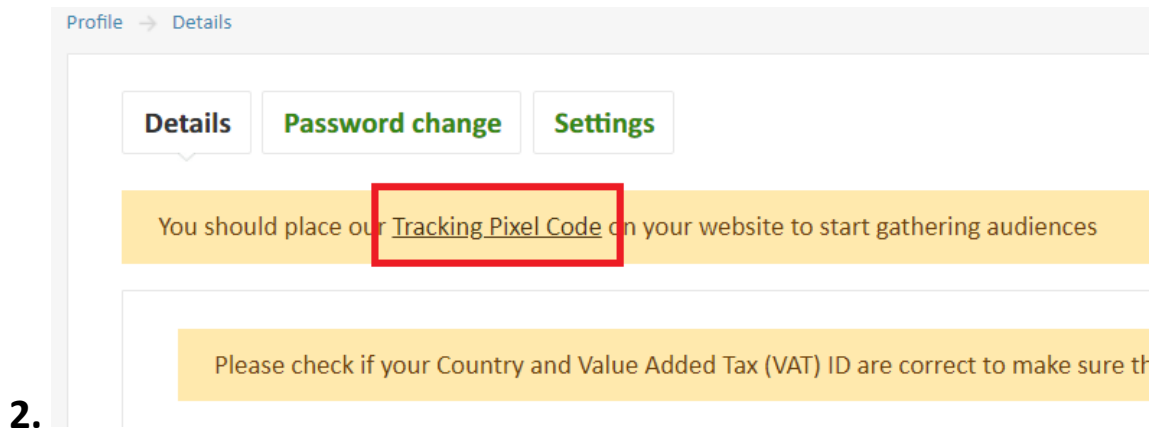 Profile → Details
Details Password change Settings
You should place our Tracking Pixel Code on your website to start gathering audiences
Please check if your Country and Value Added Tax (VAT) ID are correct to make sure
2.